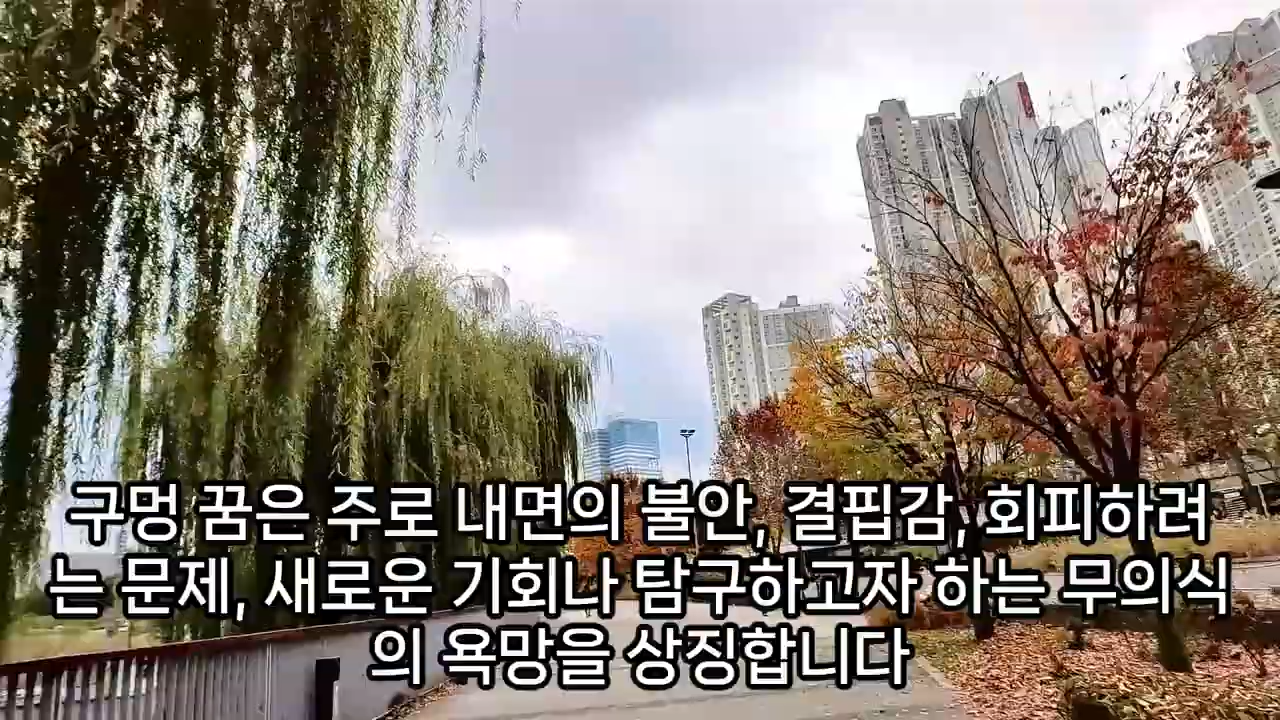 구멍 꿈은 주로 내면의 불안, 결핍감, 회피하려
는 문제, 새로운 기회나 탐구하고자 하는 무의식
의 욕망을 상징합니다